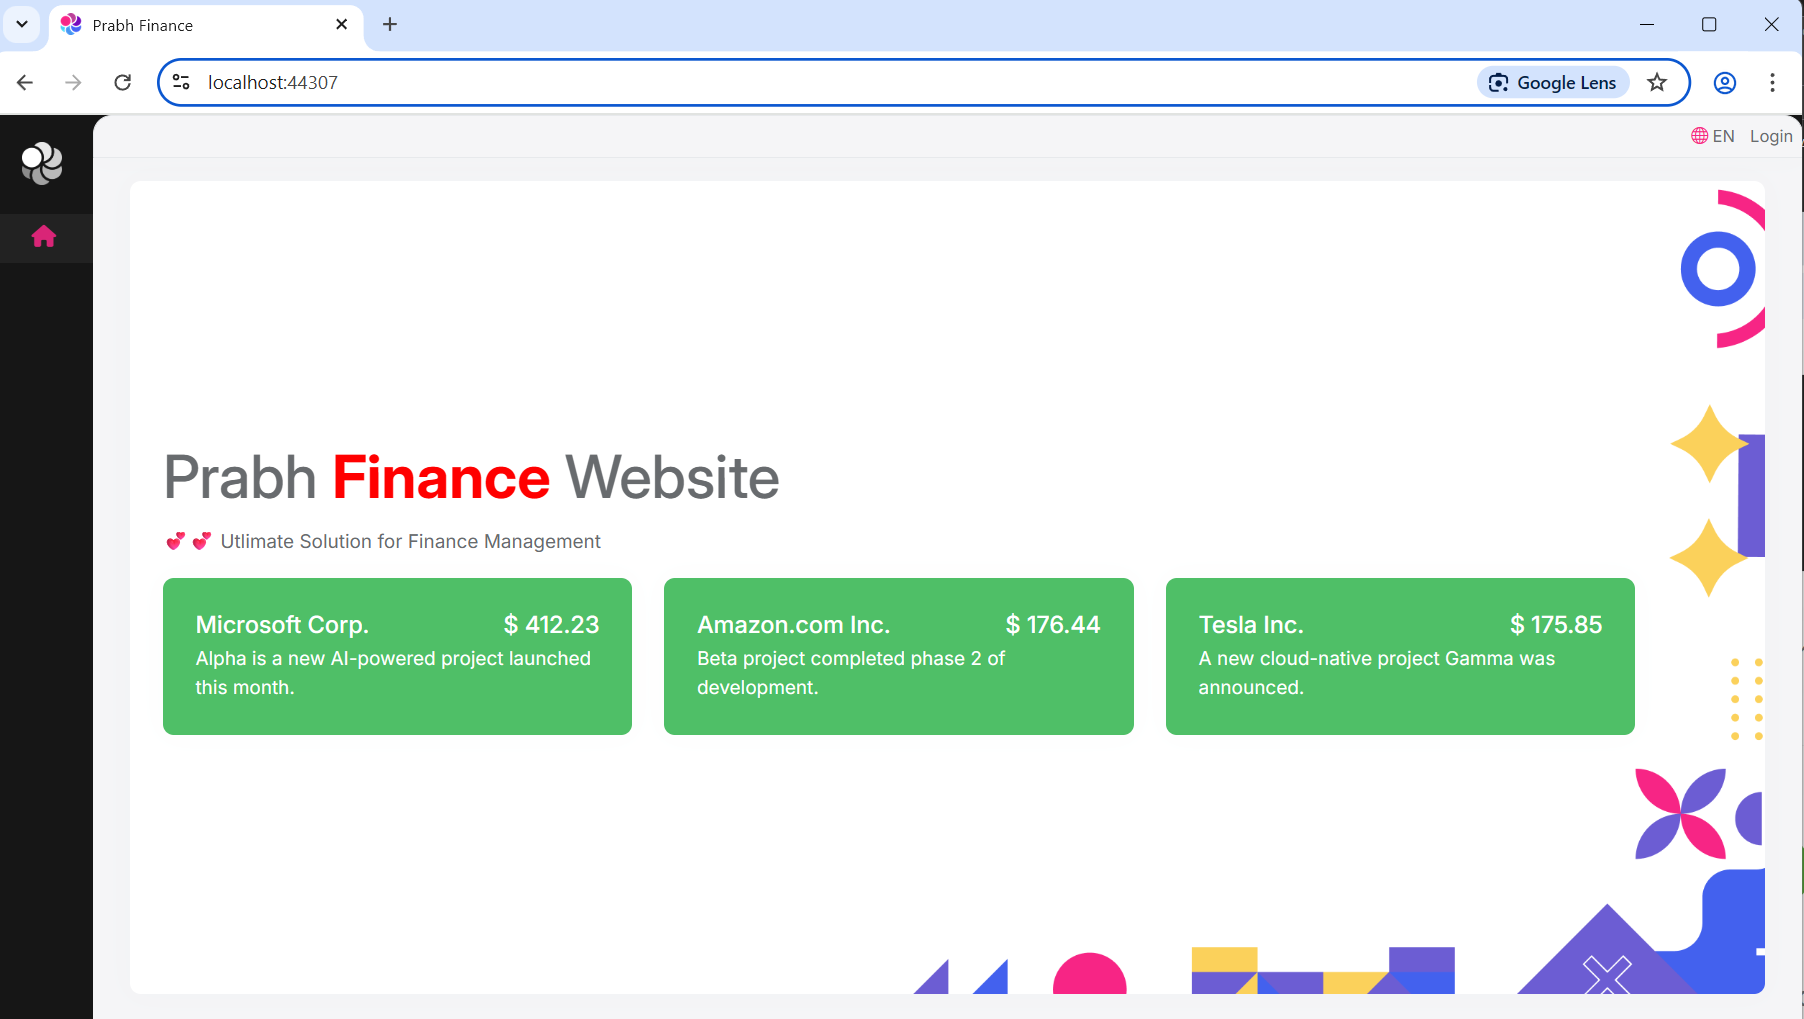 Prabh Finance
localhost:44307
Google Lens
EN Login
Prabh Finance Website
💕 💕 Utlimate Solution for Finance Management
Microsoft Corp. $ 412.23
Alpha is a new AI-powered project launched
this month.
Amazon.com Inc. $ 176.44
Beta project completed phase 2 of
development.
Tesla Inc. $ 175.85
A new cloud-native project Gamma was
announced.